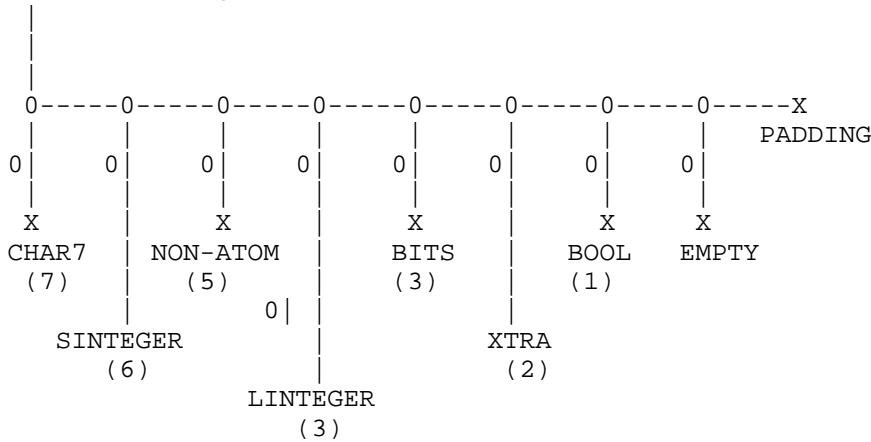 |
|
|
|
0-----0-----0-----0-----0-----0-----0-----0-----X
| | | | | | | | PADDING
0| 0| 0| 0| 0| 0| 0| 0|
| | | | | | | |
X | X | X | X X
CHAR7 | NON-ATOM | BITS | BOOL EMPTY
(7) | (5) | (3) | (1)
| 0| | |
SINTEGER | XTRA
(6) | (2)
LINTEGER
(3)